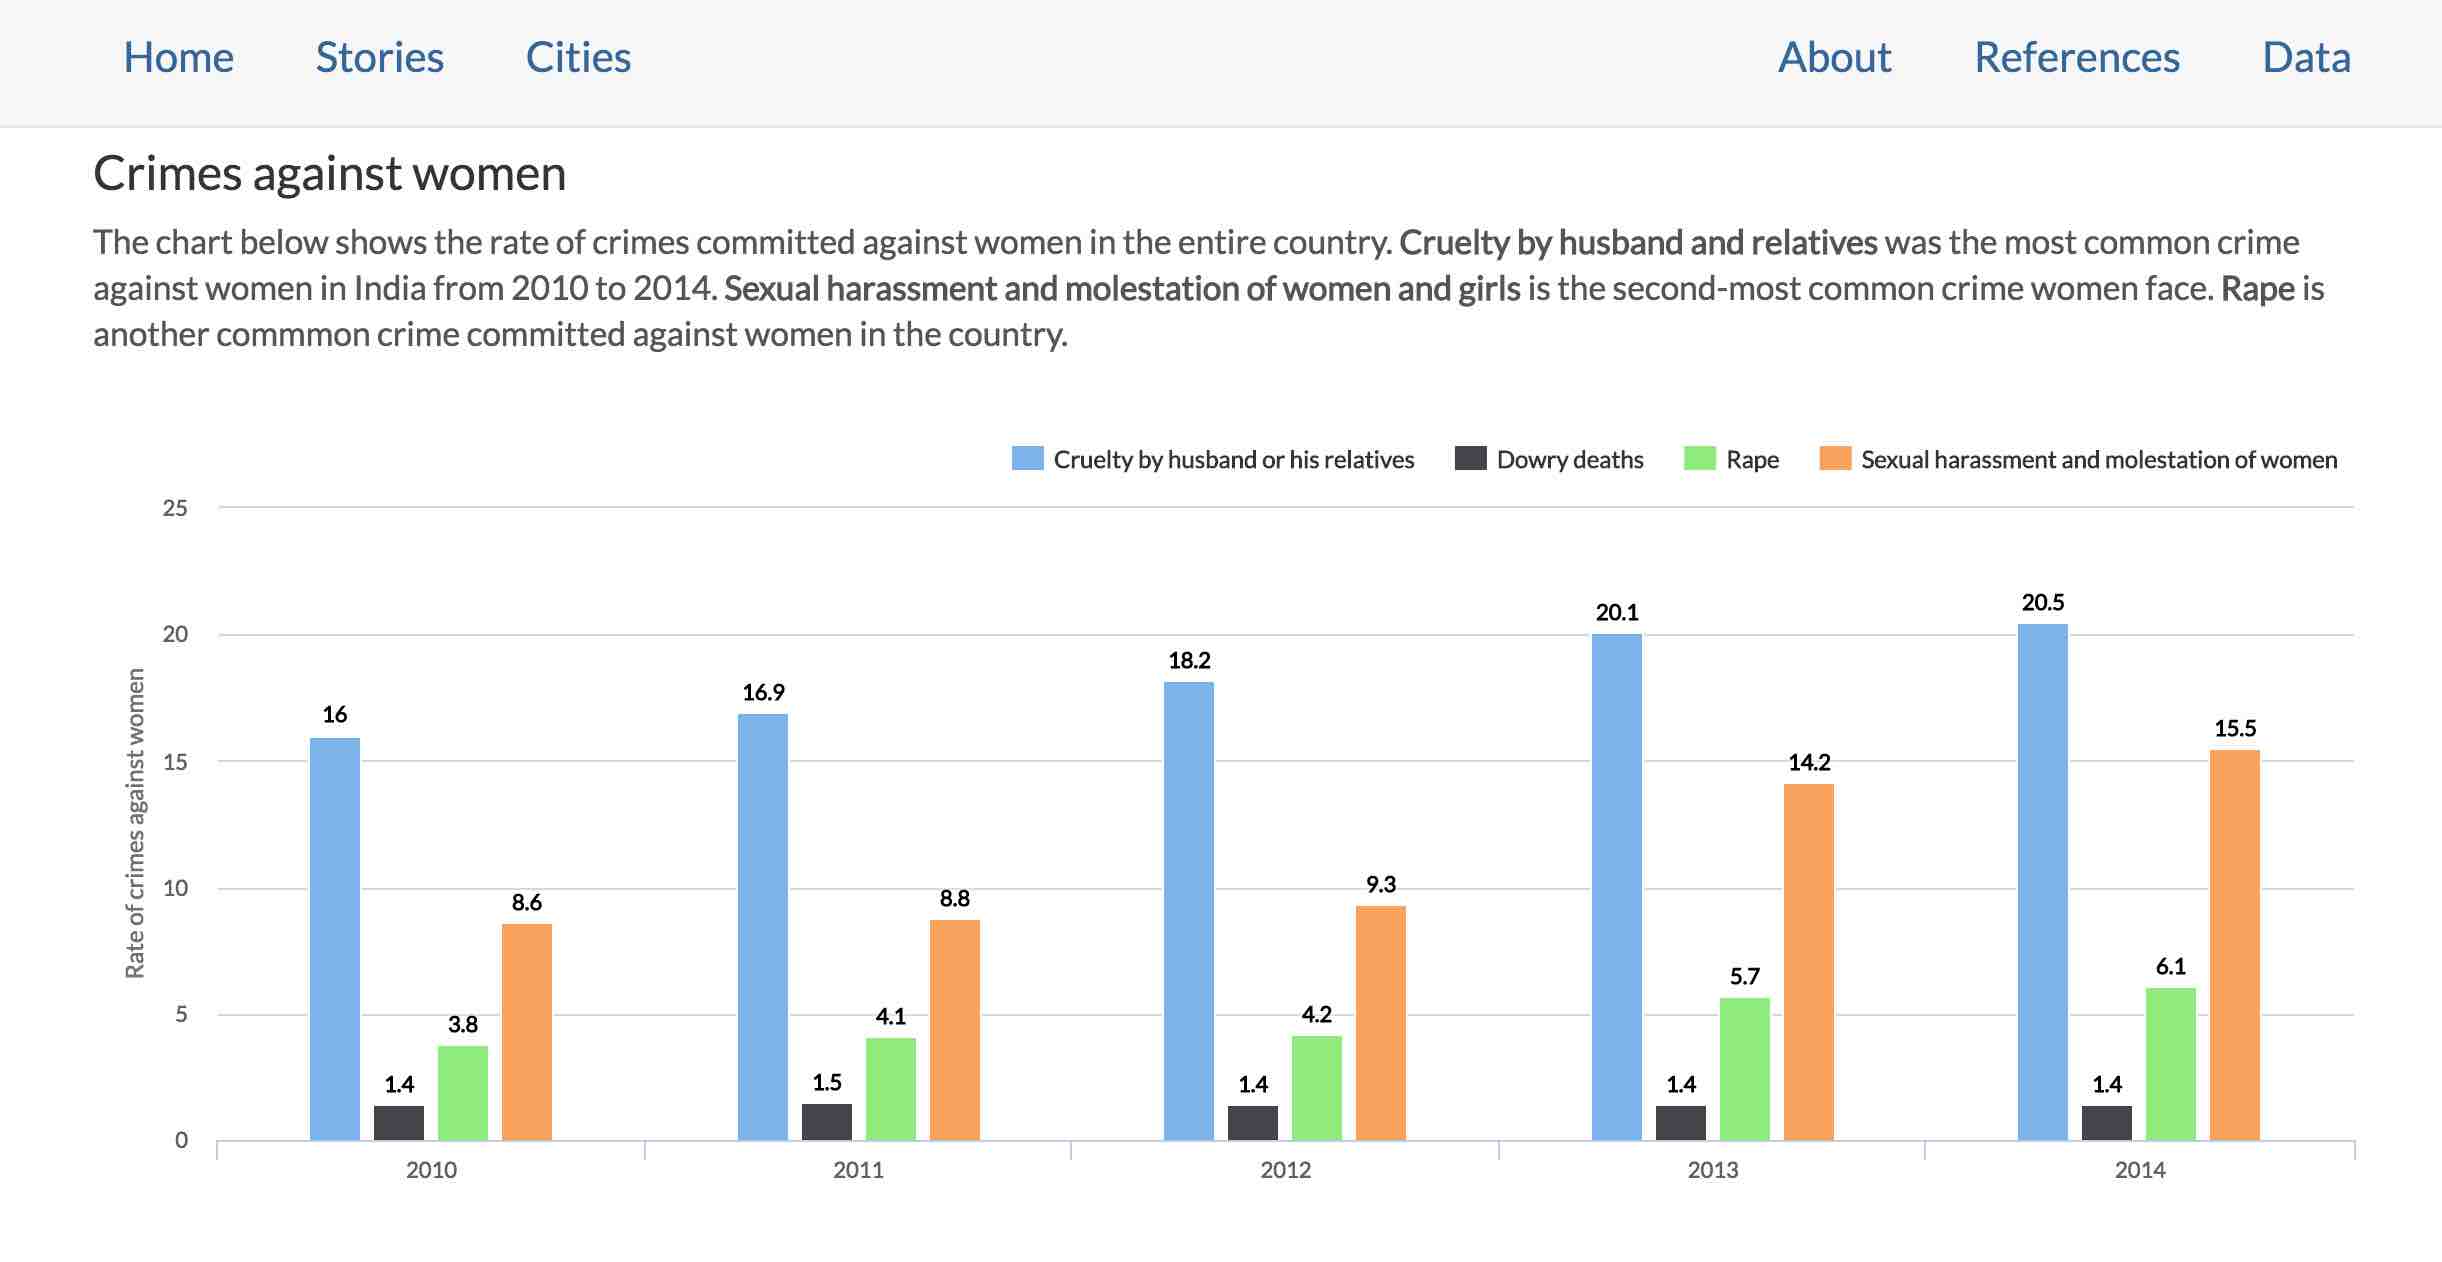 Home Stories Cities About References Data
Crimes against women
The chart below shows the rate of crimes committed against women in the entire country. Cruelty by husband and relatives was the most common crime
against women in India from 2010 to 2014. Sexual harassment and molestation of women and girls is the second-most common crime women face. Rape is
another commmon crime committed against women in the country.
Cruelty by husband or his relatives Dowry deaths Rape Sexual harassment and molestation of women
Rate of crimes against women
25
20
15
10
5
0
16 1.4 3.8 8.6
16.9 1.5 4.1 8.8
18.2 1.4 4.2 9.3
20.1 1.4 5.7 14.2
20.5 1.4 6.1 15.5
2010 2011 2012 2013 2014